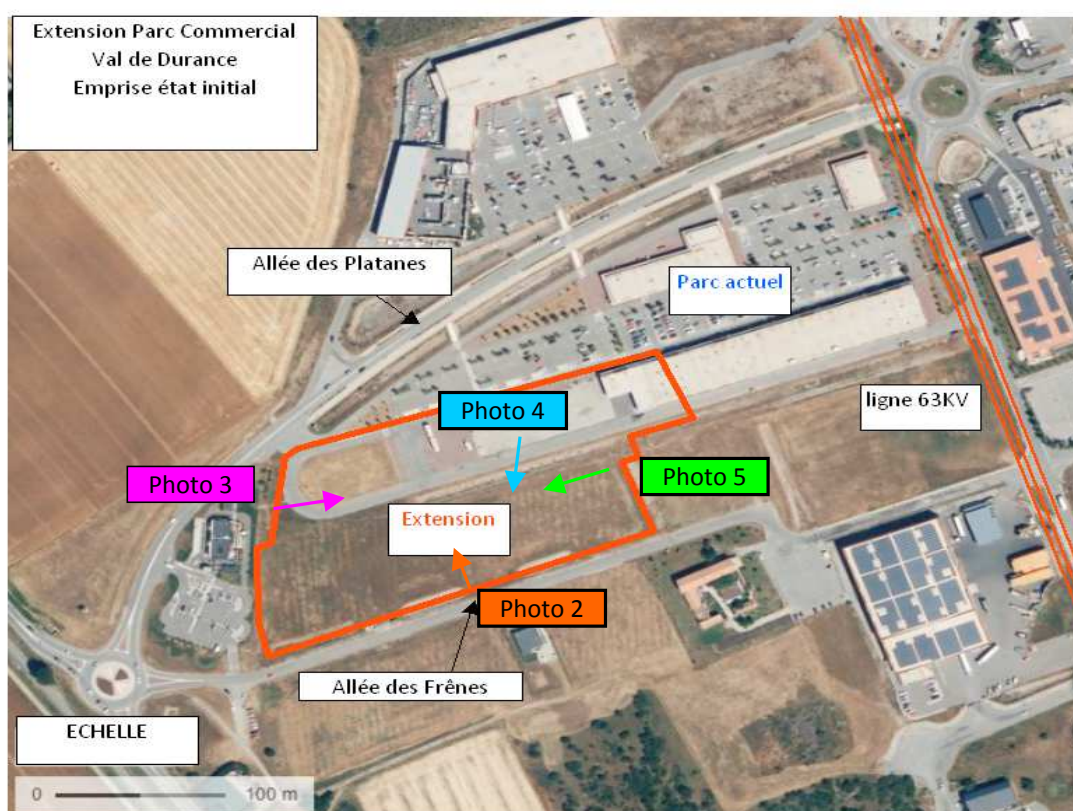 Extension Parc Commercial
Val de Durance
Emprise état initial
Allée des Platanes
Parc actuel
ligne 63KV
Photo 4
Photo 3
Photo 5
Extension
Photo 2
Allée des Frênes
ECHELLE
0 100 m